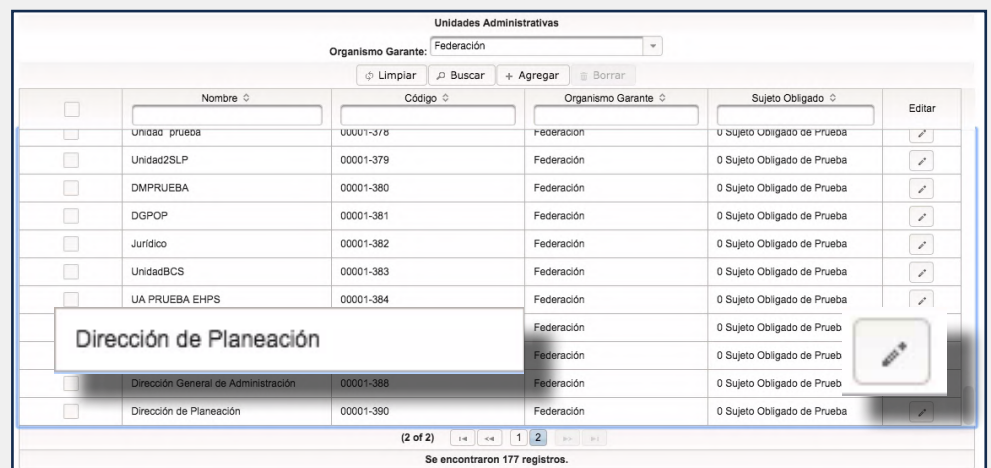 Unidades Administrativas
Organismo Garante: Federación
Limpiar Buscar + Agregar Borrar
Nombre Código Organismo Garante Sujeto Obligado Editar
Unidad prueba 00001-378 Federación 0 Sujeto Obligado de Prueba
Unidad2SLP 00001-379 Federación 0 Sujeto Obligado de Prueba
DMPRUEBA 00001-380 Federación 0 Sujeto Obligado de Prueba
DGPOP 00001-381 Federación 0 Sujeto Obligado de Prueba
Jurídico 00001-382 Federación 0 Sujeto Obligado de Prueba
UnidadBCS 00001-383 Federación 0 Sujeto Obligado de Prueba
UA PRUEBA EHPS 00001-384 Federación 0 Sujeto Obligado de Prueba
Federación 0 Sujeto Obligado de Prueb
Dirección de Planeación
Federación 0 Sujeto Obligado de Prueb
Dirección General de Administración 00001-388 Federación 0 Sujeto Obligado de Prueb
Dirección de Planeación 00001-390 Federación 0 Sujeto Obligado de Prueba
(2 of 2) 1 2
Se encontraron 177 registros.